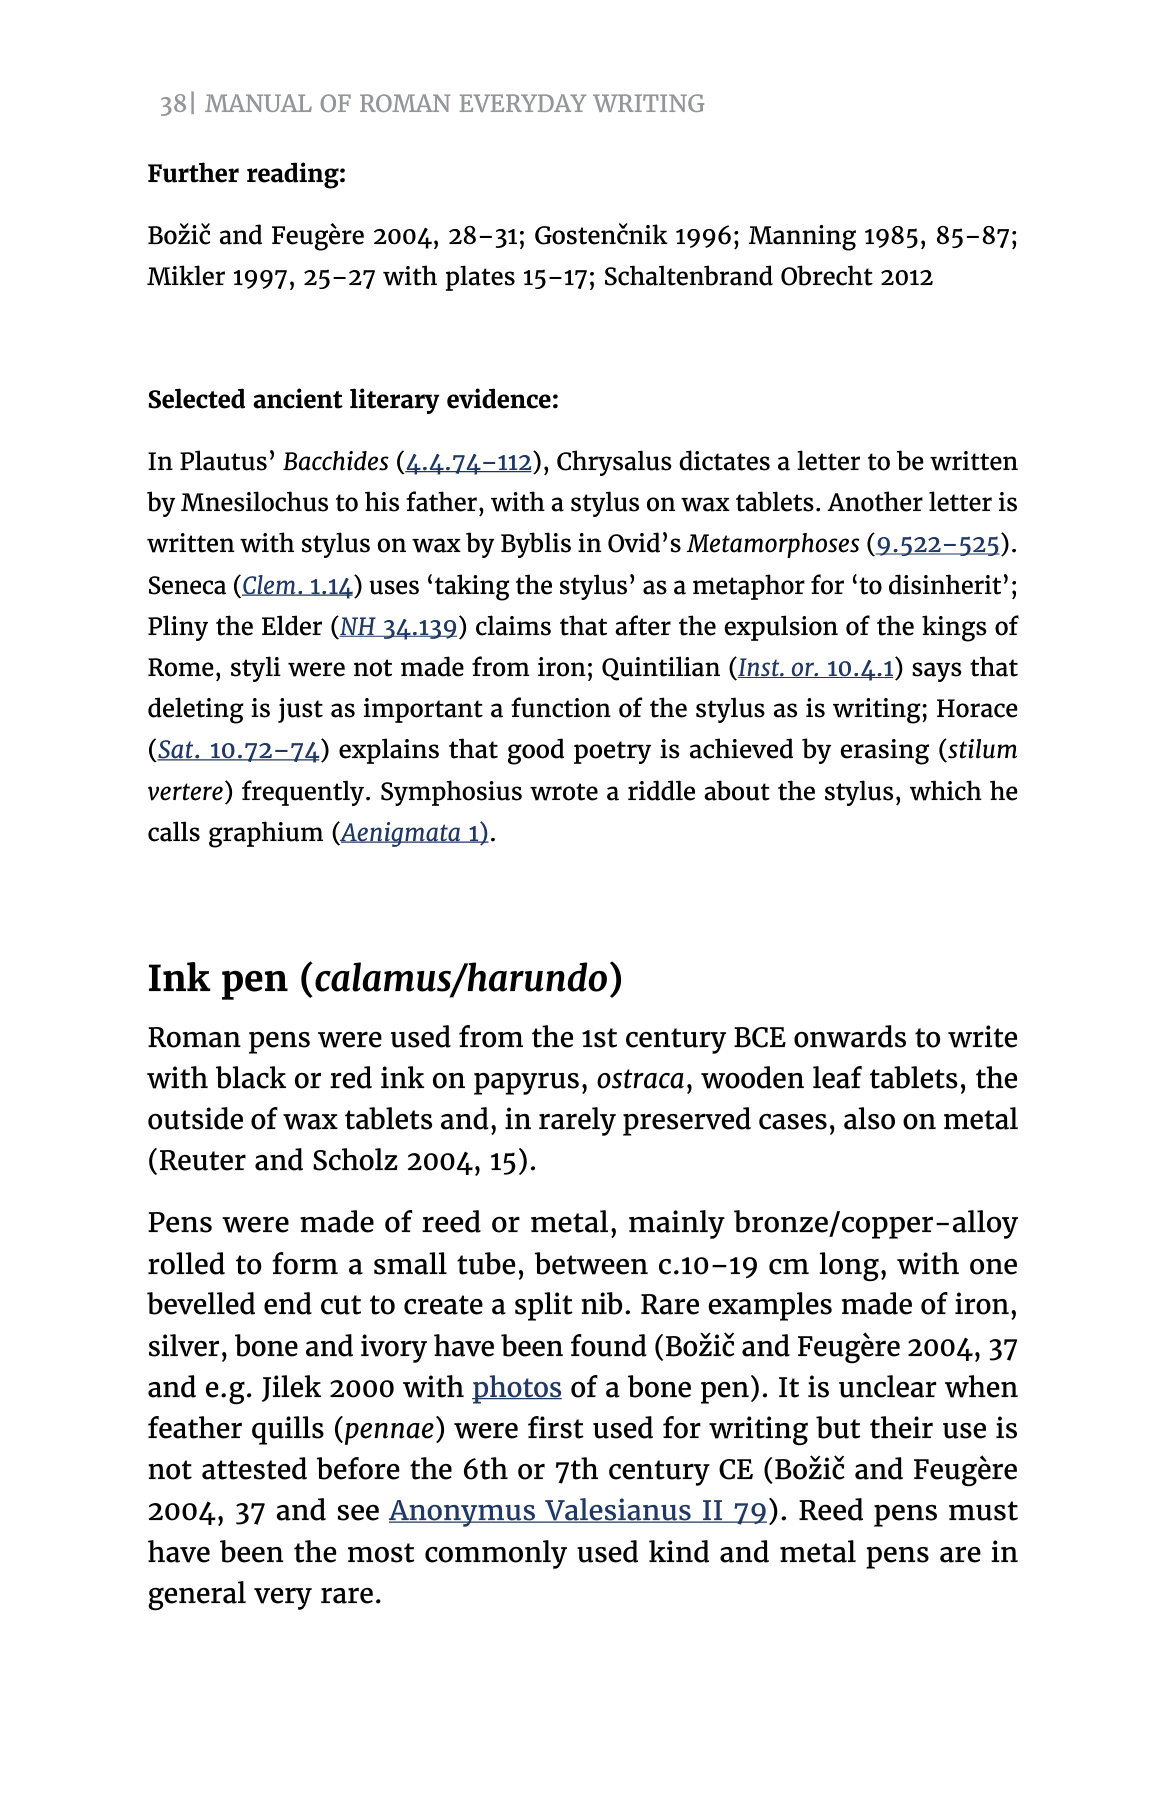 38| MANUAL OF ROMAN EVERYDAY WRITING
Further reading:
Božič and Feugère 2004, 28–31; Gostenčnik 1996; Manning 1985, 85–87;
Mikler 1997, 25–27 with plates 15–17; Schaltenbrand Obrecht 2012
Selected ancient literary evidence:
In Plautus’ Bacchides (4.4.74–112), Chrysalus dictates a letter to be written
by Mnesilochus to his father, with a stylus on wax tablets. Another letter is
written with stylus on wax by Byblis in Ovid’s Metamorphoses (9.522–525).
Seneca (Clem. 1.14) uses ‘taking the stylus’ as a metaphor for ‘to disinherit’;
Pliny the Elder (NH 34.139) claims that after the expulsion of the kings of
Rome, styli were not made from iron; Quintilian (Inst. or. 10.4.1) says that
deleting is just as important a function of the stylus as is writing; Horace
(Sat. 10.72–74) explains that good poetry is achieved by erasing (stilum
vertere) frequently. Symphosius wrote a riddle about the stylus, which he
calls graphium (Aenigmata 1).
Ink pen (calamus/harundo)
Roman pens were used from the 1st century BCE onwards to write
with black or red ink on papyrus, ostraca, wooden leaf tablets, the
outside of wax tablets and, in rarely preserved cases, also on metal
(Reuter and Scholz 2004, 15).
Pens were made of reed or metal, mainly bronze/copper-alloy
rolled to form a small tube, between c.10–19 cm long, with one
bevelled end cut to create a split nib. Rare examples made of iron,
silver, bone and ivory have been found (Božič and Feugère 2004, 37
and e.g. Jilek 2000 with photos of a bone pen). It is unclear when
feather quills (pennae) were first used for writing but their use is
not attested before the 6th or 7th century CE (Božič and Feugère
2004, 37 and see Anonymus Valesianus II 79). Reed pens must
have been the most commonly used kind and metal pens are in
general very rare.